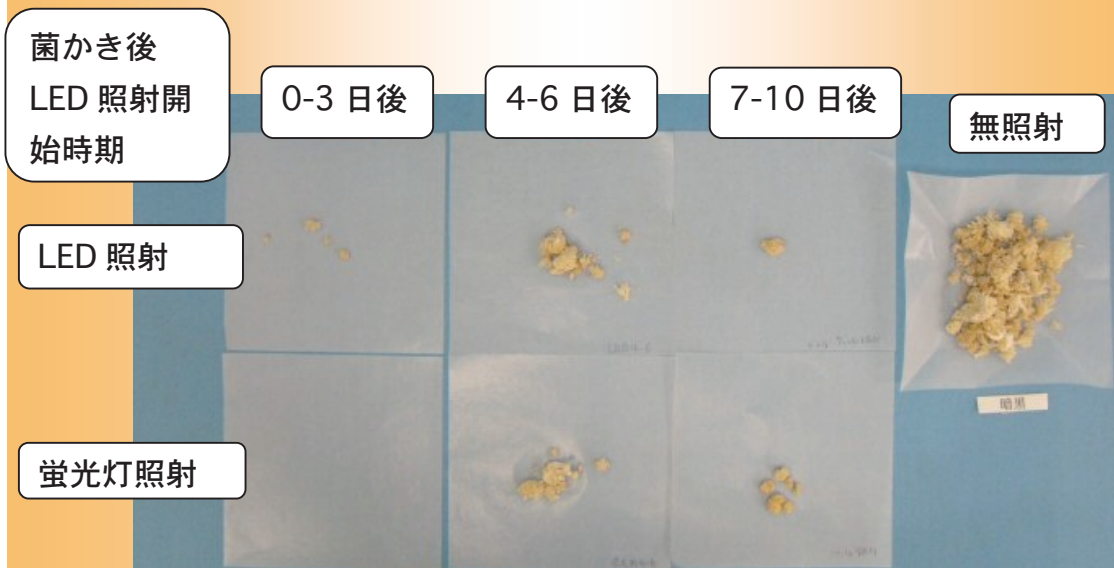 菌かき後
LED 照射開
始時期
0-3 日後
4-6 日後
7-10 日後
無照射
LED 照射
暗黒
蛍光灯照射